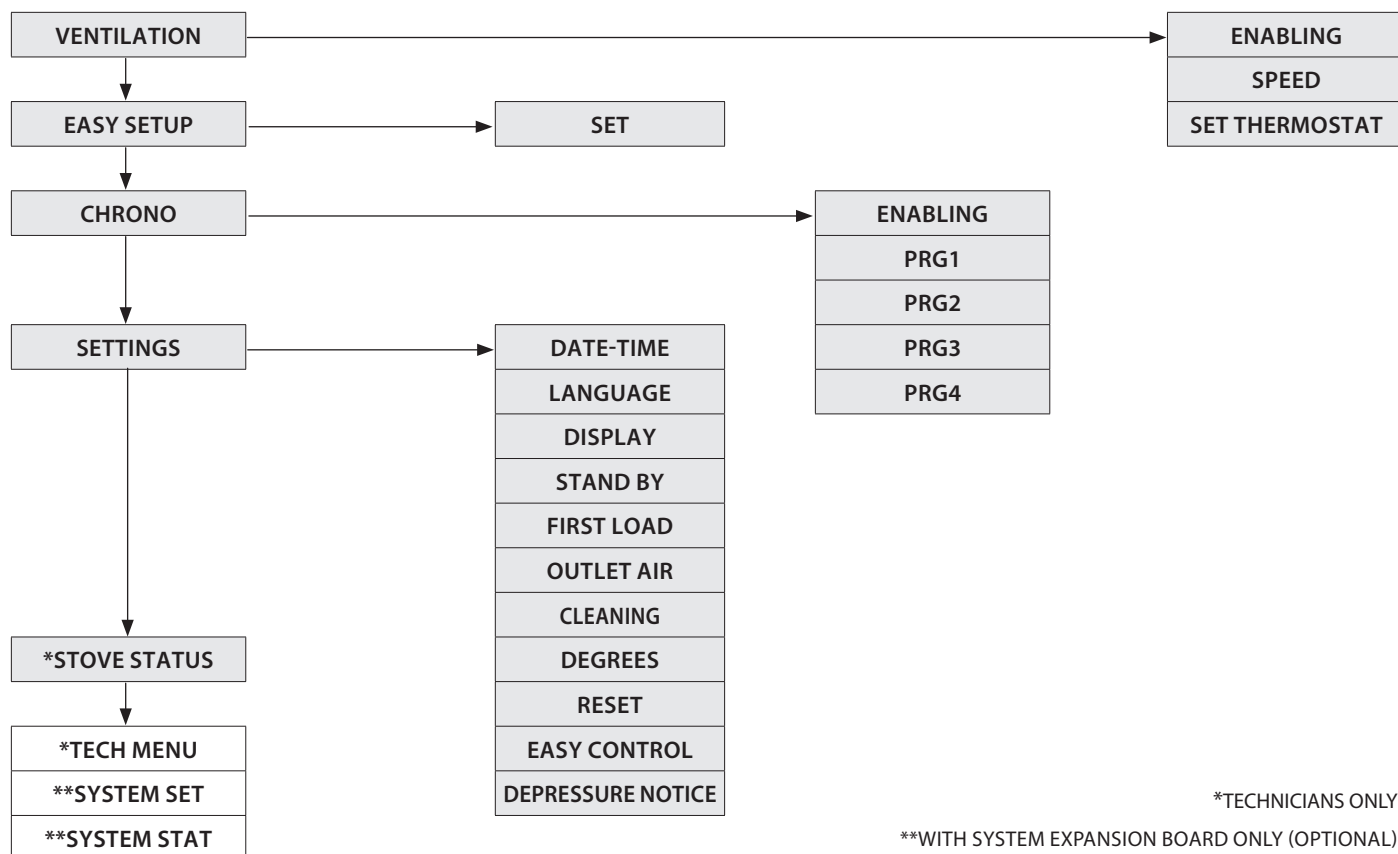 VENTILATION
ENABLING
SPEED
SET THERMOSTAT
EASY SETUP
SET
CHRONO
ENABLING
PRG1
PRG2
PRG3
PRG4
SETTINGS
DATE-TIME
LANGUAGE
DISPLAY
STAND BY
FIRST LOAD
OUTLET AIR
CLEANING
DEGREES
RESET
EASY CONTROL
DEPRESSURE NOTICE
*STOVE STATUS
*TECH MENU
**SYSTEM SET
**SYSTEM STAT
*TECHNICIANS ONLY
**WITH SYSTEM EXPANSION BOARD ONLY (OPTIONAL)